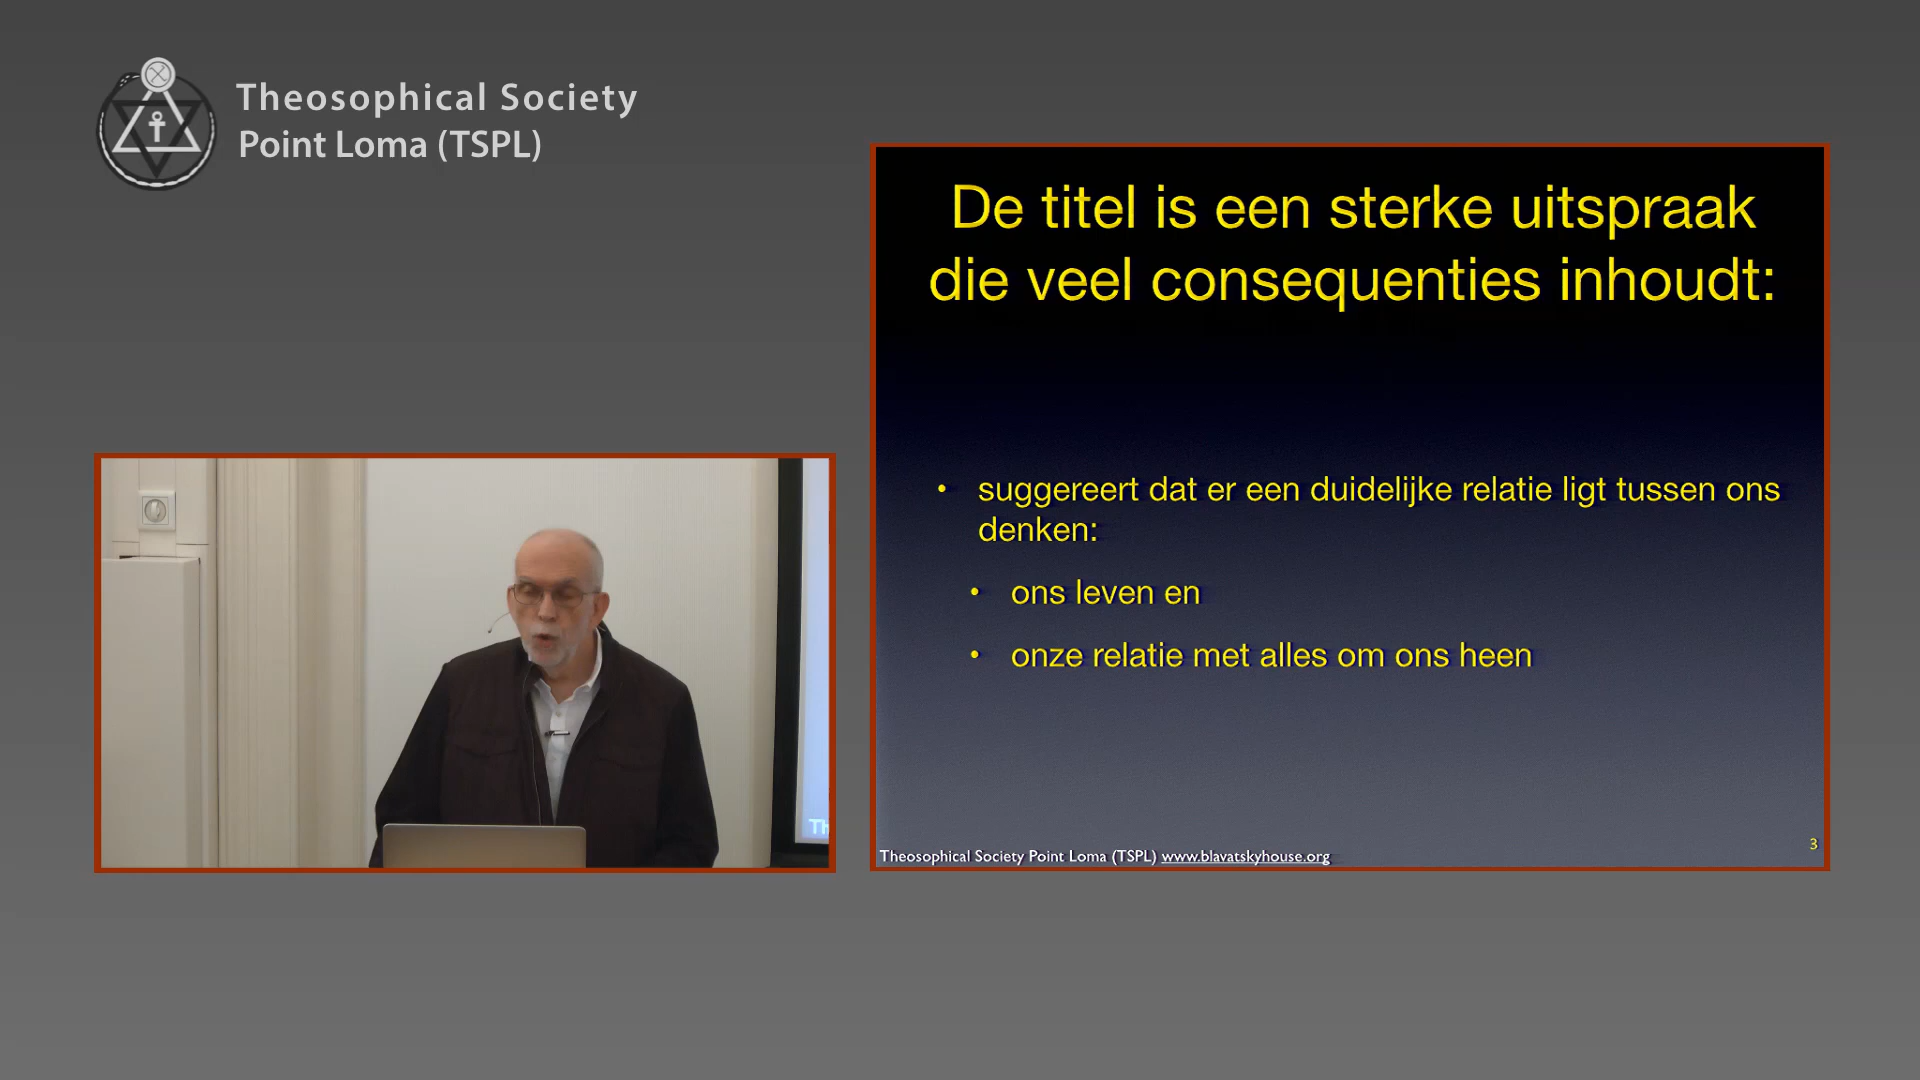 Theosophical Society
Point Loma (TSPL)
De titel is een sterke uitspraak
die veel consequenties inhoudt:
• suggereert dat er een duidelijke relatie ligt tussen ons
denken:
• ons leven en
• onze relatie met alles om ons heen
Theosophical Society Point Loma (TSPL) www.blavatskyhouse.org
3